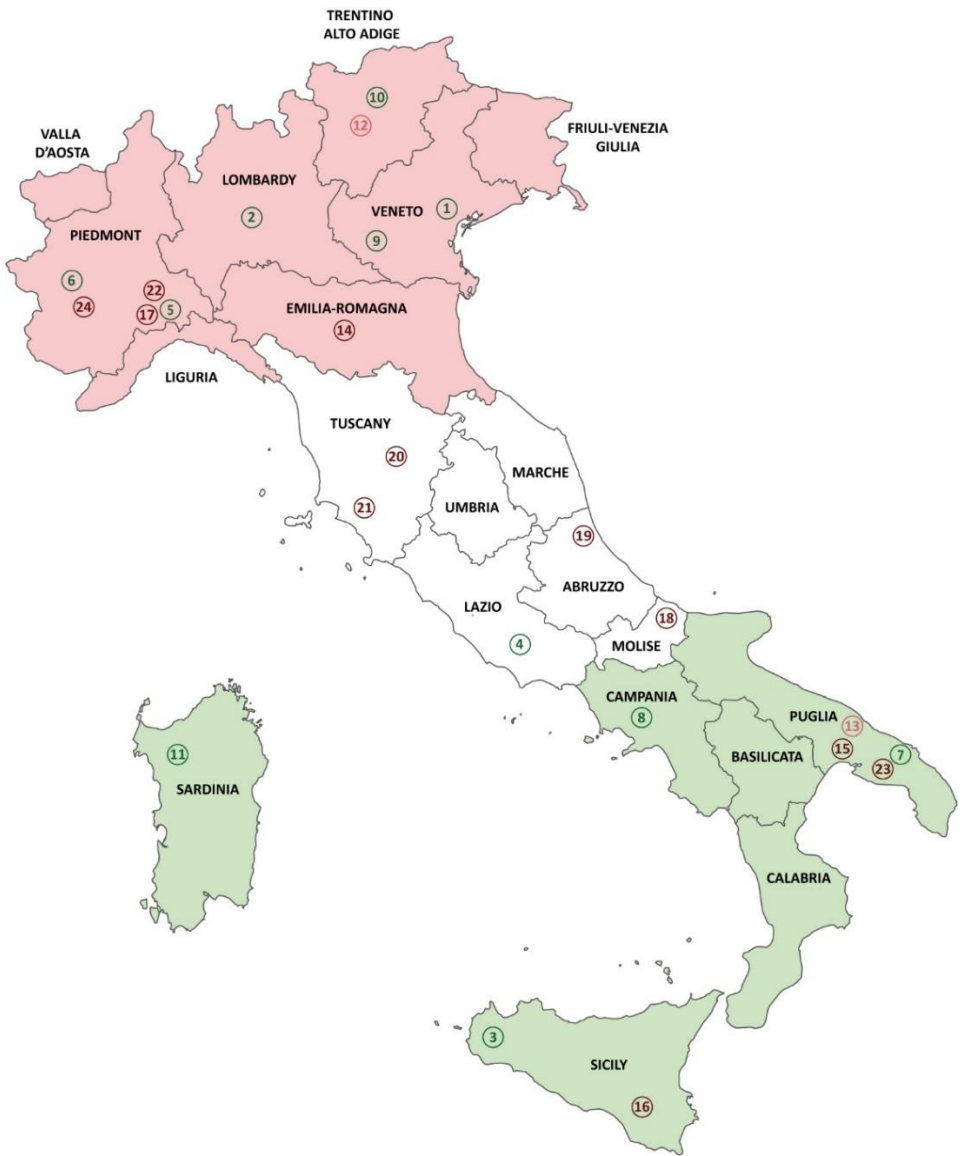 TRENTINO
ALTO ADIGE
10
12
VALLA
D'AOSTA
FRIULI-VENEZIA
GIULIA
LOMBARDY
2
VENETO
1
9
PIEDMONT
6
24
22
17
5
EMILIA-ROMAGNA
14
LIGURIA
TUSCANY
20
21
MARCHE
UMBRIA
19
ABRUZZO
LAZIO
4
18
MOLISE
CAMPANIA
8
PUGLIA
13
15
7
23
BASILICATA
11
SARDINIA
CALABRIA
3
SICILY
16